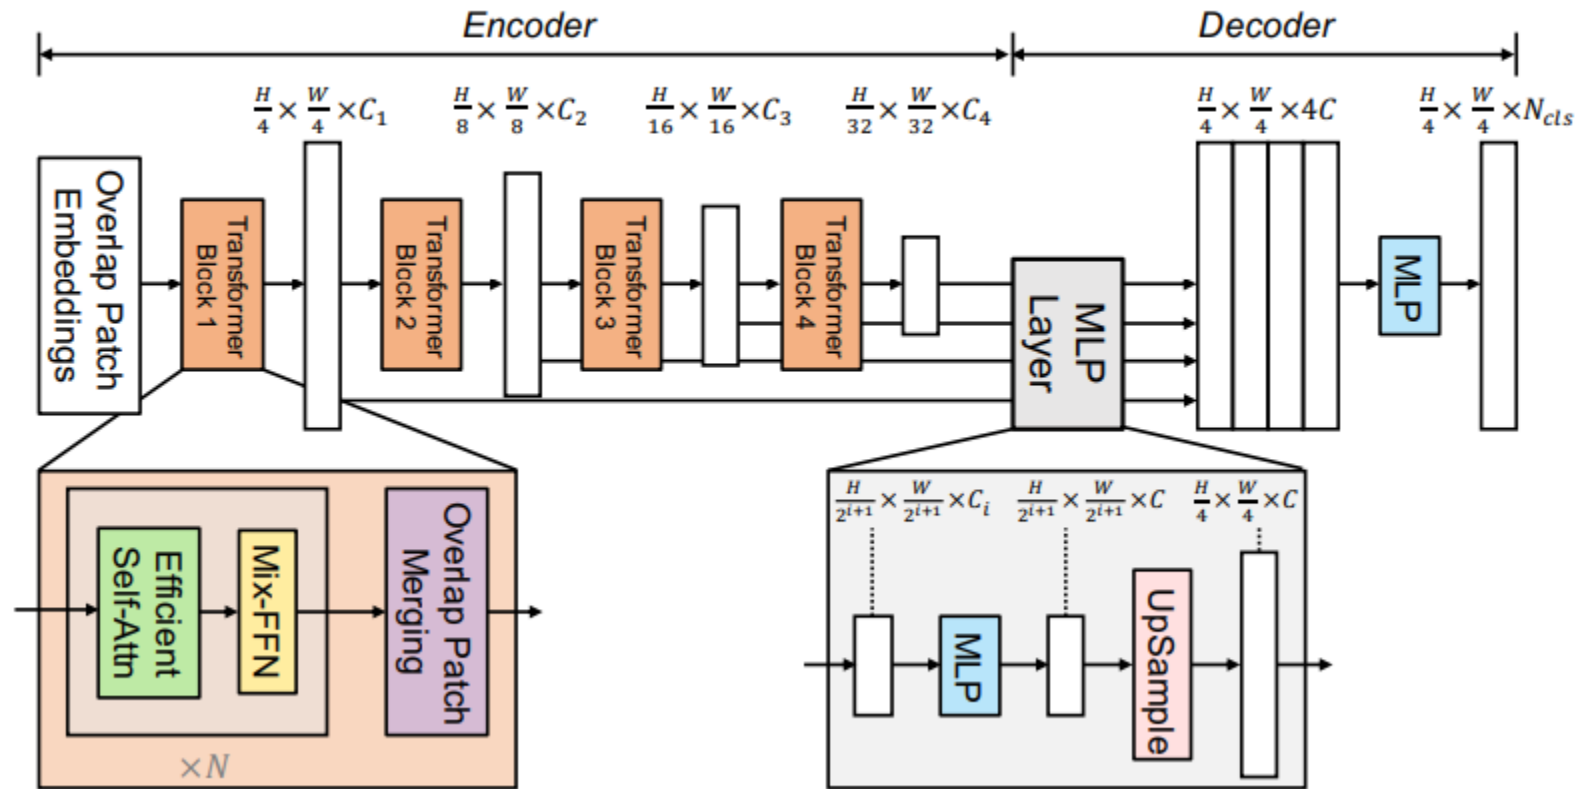 Encoder
Decoder
H/4 × W/4 ×C₁
H/8 × W/8 ×C₂
H/16 × W/16 ×C₃
H/32 × W/32 ×C₄
H/4 × W/4 ×4C
H/4 × W/4 ×N_cls
Overlap Patch
Embeddings
Transformer
Block 1
Transformer
Block 2
Transformer
Block 3
Transformer
Block 4
MLP
Layer
MLP
Efficient
Self-Attn
Mix-FFN
Overlap Patch
Merging
×N
H/2^{i+1} × W/2^{i+1} ×C_i
H/2^{i+1} × W/2^{i+1} ×C
H/4 × W/4 ×C
MLP
UpSample